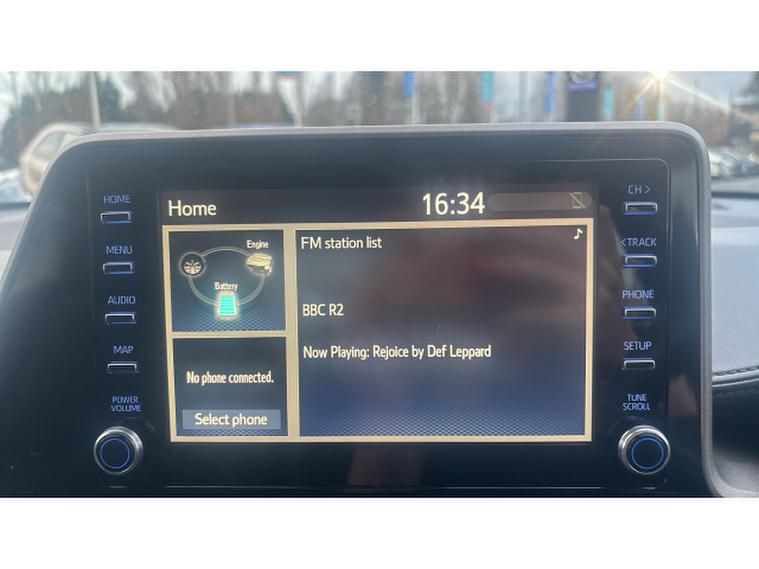 Home
16:34
Engine
Battery
No phone connected.
Select phone
FM station list
BBC R2
Now Playing: Rejoice by Def Leppard
HOME
MENU
AUDIO
MAP
POWER
VOLUME
CH >
< TRACK
PHONE
SETUP
TUNE
SCROLL